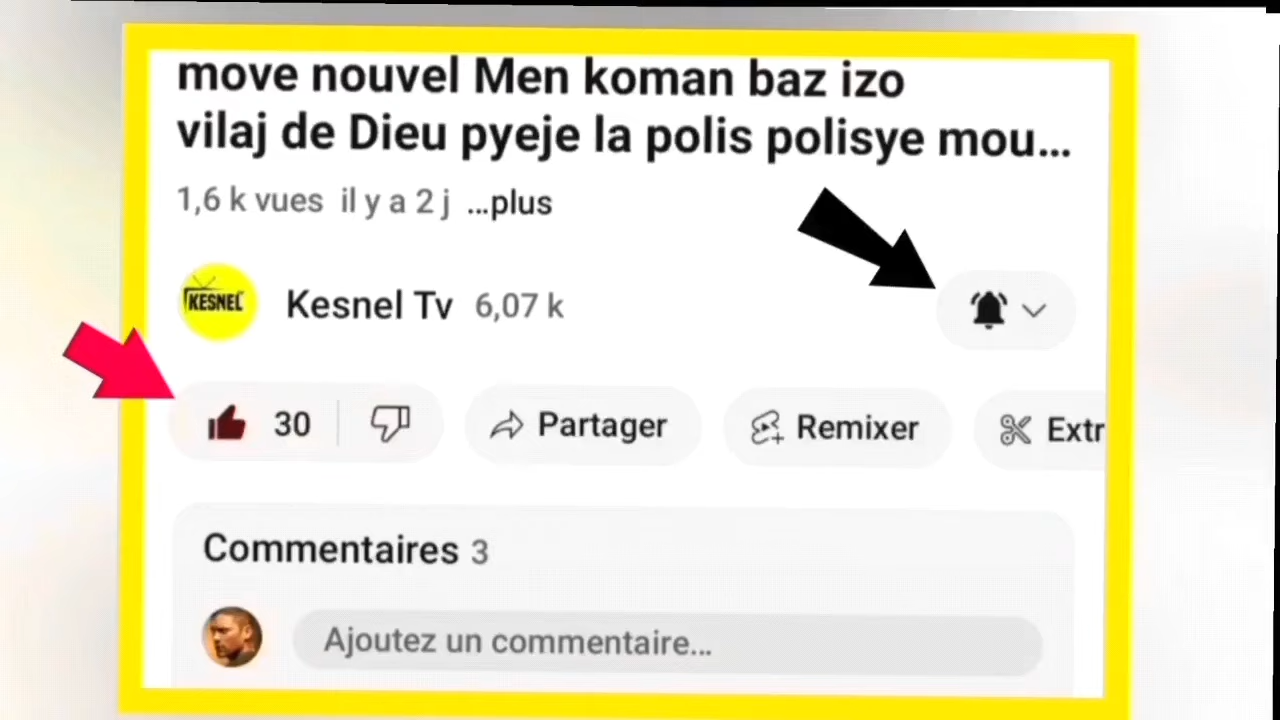 move nouvel Men koman baz izo
vilaj de Dieu pyeje la polis polisye mou...
1,6 k vues il y a 2 j ...plus
KESNEL
Kesnel Tv 6,07 k
30 Partager Remixer Extr
Commentaires 3
Ajoutez un commentaire...